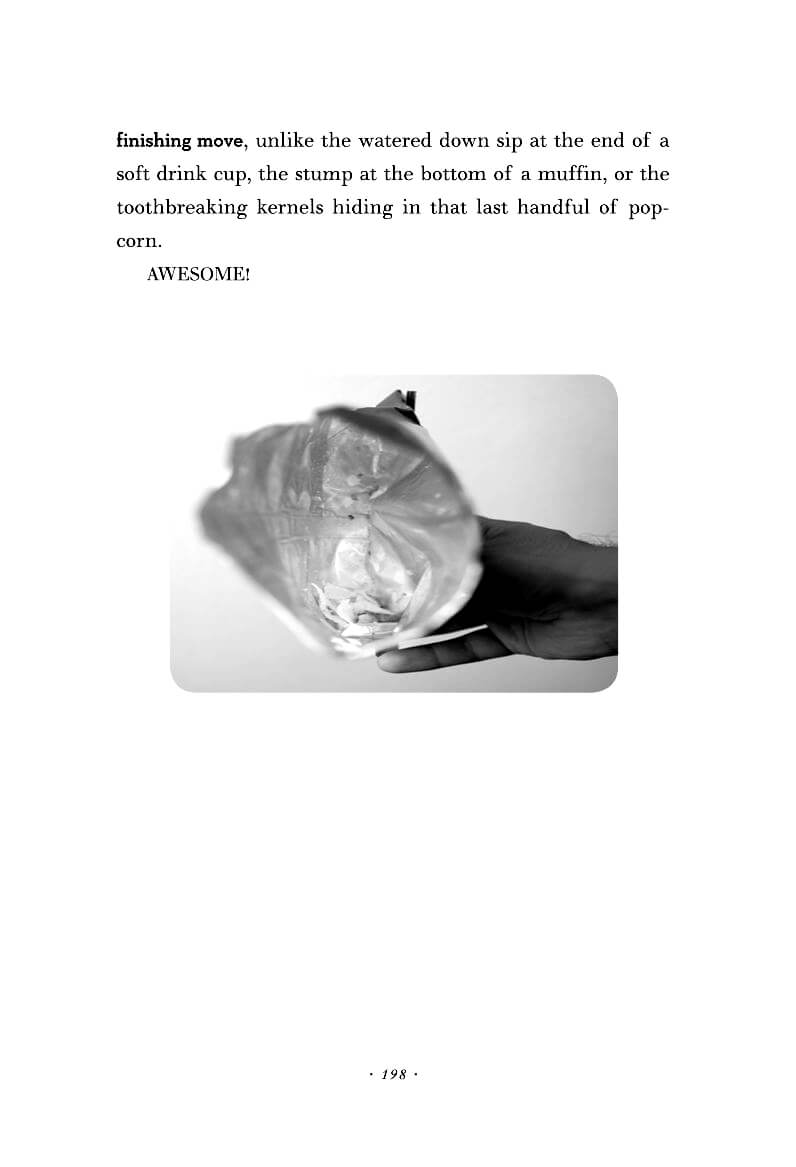 finishing move, unlike the watered down sip at the end of a
soft drink cup, the stump at the bottom of a muffin, or the
toothbreaking kernels hiding in that last handful of pop-
corn.
AWESOME!
· 198 ·